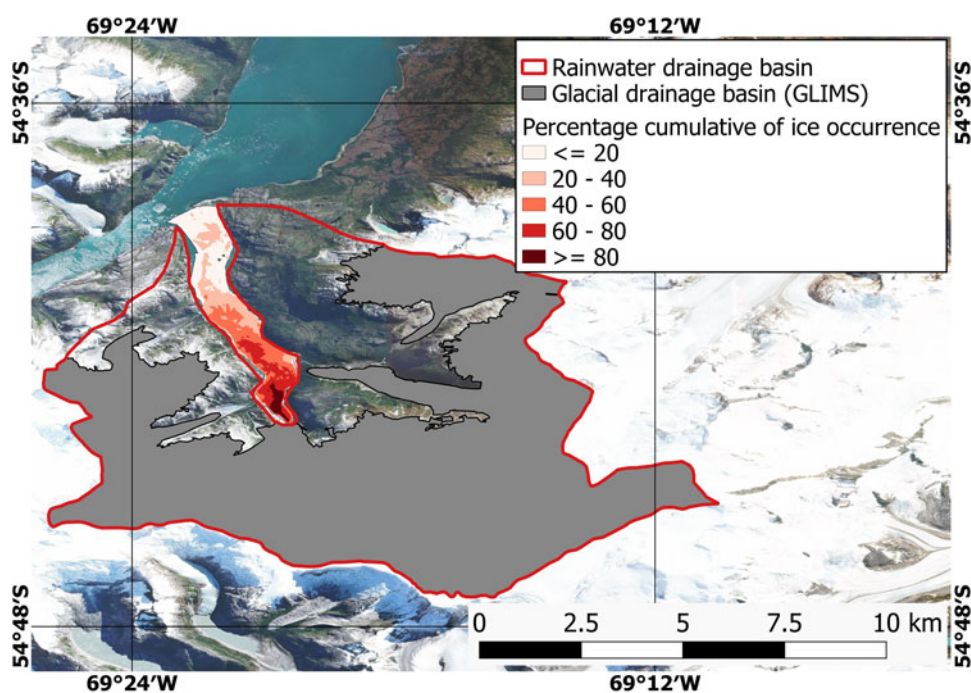 69°24′W 69°12′W
54°36′S 54°36′S
Rainwater drainage basin
Glacial drainage basin (GLIMS)
Percentage cumulative of ice occurrence
<= 20
20 - 40
40 - 60
60 - 80
>= 80
54°48′S 54°48′S
0 2.5 5 7.5 10 km
69°24′W 69°12′W